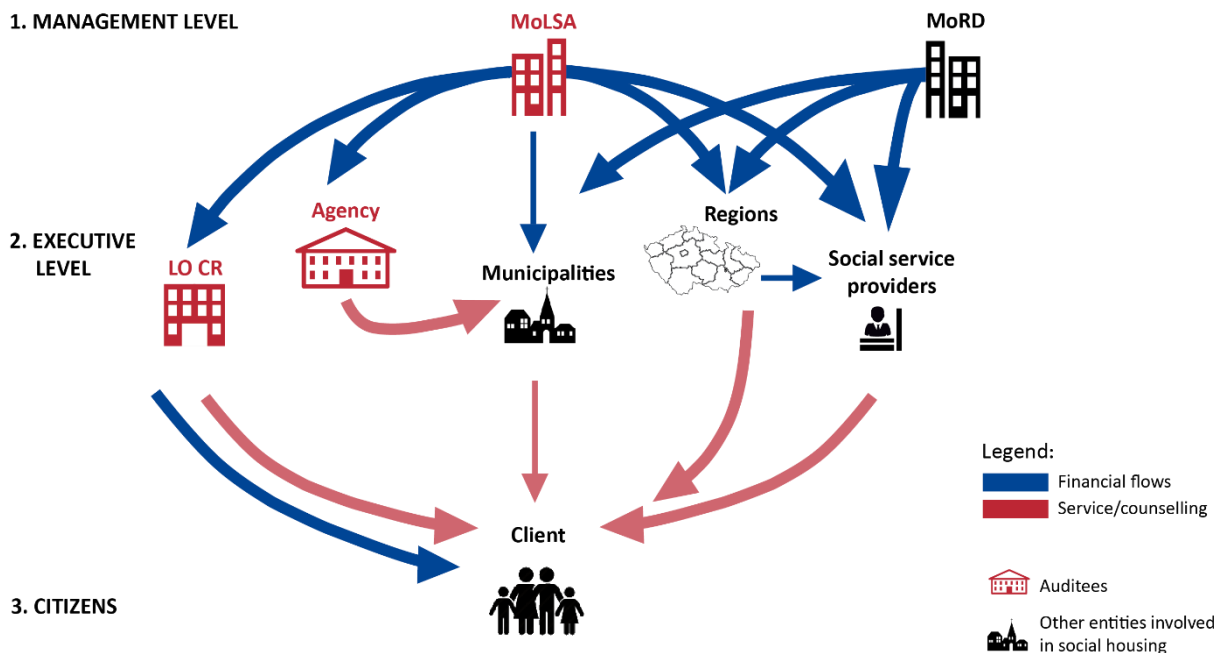 1. MANAGEMENT LEVEL
MoLSA
MoRD
Agency
Regions
2. EXECUTIVE
LEVEL
LO CR
Municipalities
Social service
providers
Legend:
Financial flows
Service/counselling
Client
Auditees
3. CITIZENS
Other entities involved
in social housing